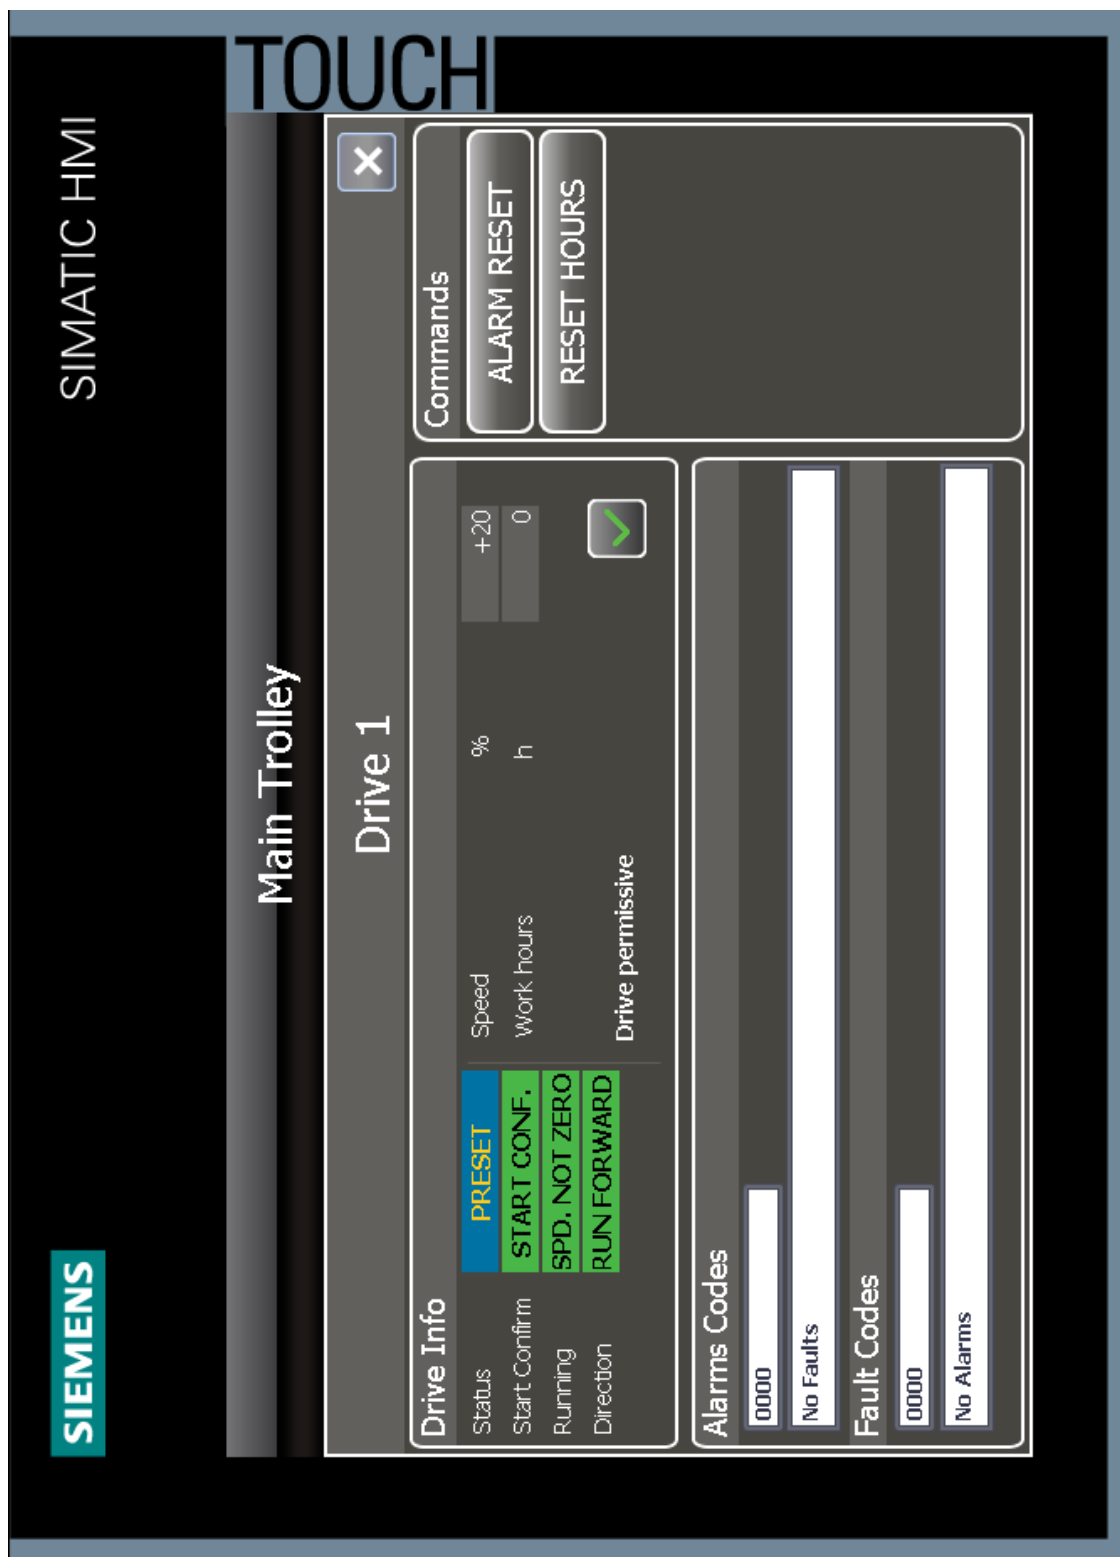 SIEMENS
SIMATIC HMI
TOUCH
Main Trolley
Drive 1
Drive Info
Status PRESET Speed % +20
Start Confirm START CONF. Work hours h 0
Running SPD. NOT ZERO
Direction RUN FORWARD Drive permissive
Commands
ALARM RESET
RESET HOURS
Alarms Codes
0000
No Faults
Fault Codes
0000
No Alarms